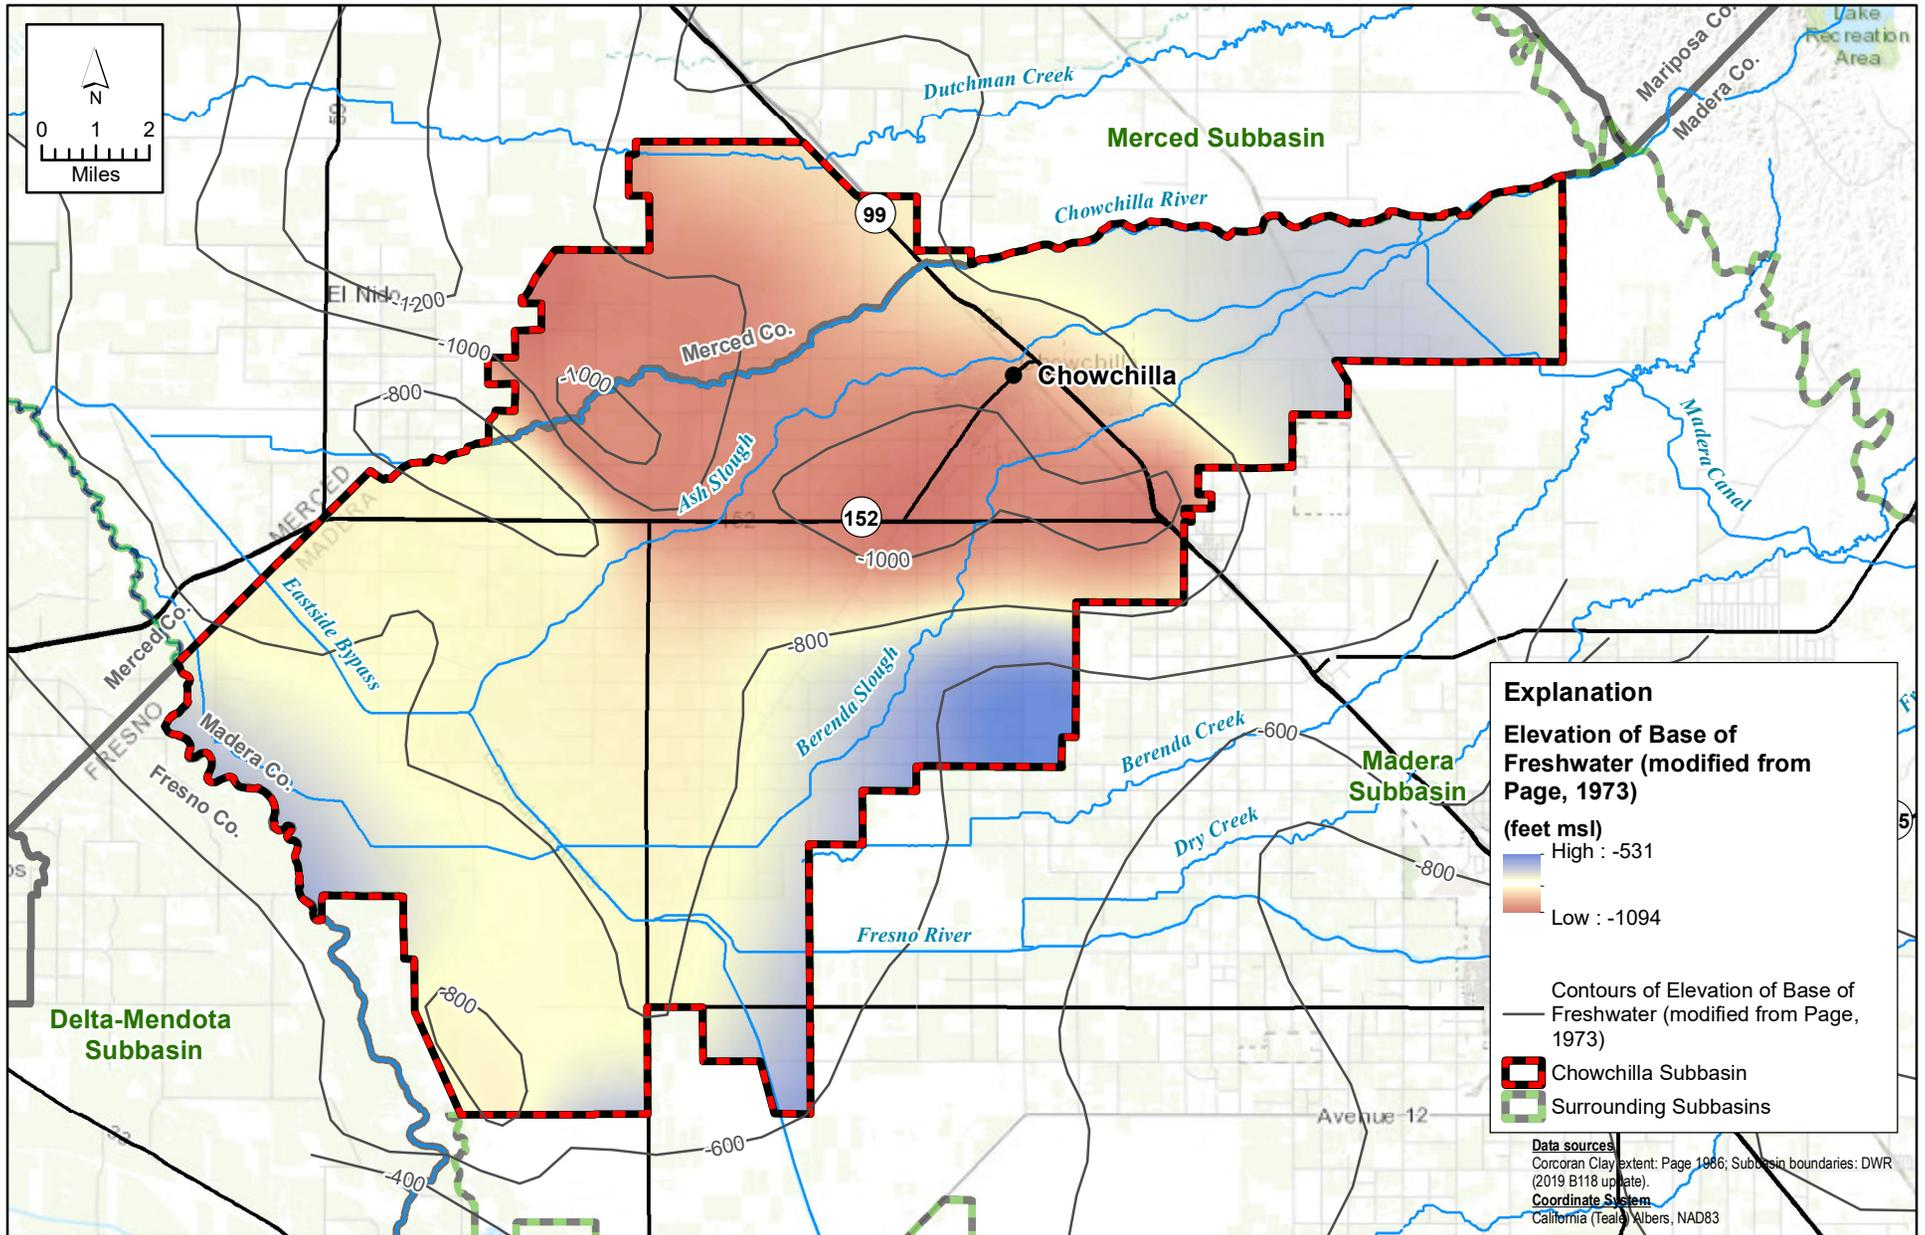 N
0 1 2
Miles
59
Dutchman Creek
Merced Subbasin
Mariposa Co.
Madera Co.
Lake
Recreation
Area
Chowchilla River
99
El Nido
-1200
-1000
-800
-1000
Merced Co.
Chowchilla
Chowchilla
Ash Slough
152
152
-1000
MERCED
MADERA
Madera Canal
Eastside Bypass
Merced Co.
FRESNO
Madera Co.
Fresno Co.
-800
Berenda Slough
Berenda Creek
-600
Madera
Subbasin
Dry Creek
-800
Fresno River
-800
Delta-Mendota
Subbasin
-600
-400
33
Avenue 12
Explanation
Elevation of Base of
Freshwater (modified from
Page, 1973)
(feet msl)
High : -531
Low : -1094
Contours of Elevation of Base of
Freshwater (modified from Page,
1973)
Chowchilla Subbasin
Surrounding Subbasins
Data sources
Corcoran Clay extent: Page 1986; Subbasin boundaries: DWR
(2019 B118 update).
Coordinate System
California (Teale) Albers, NAD83